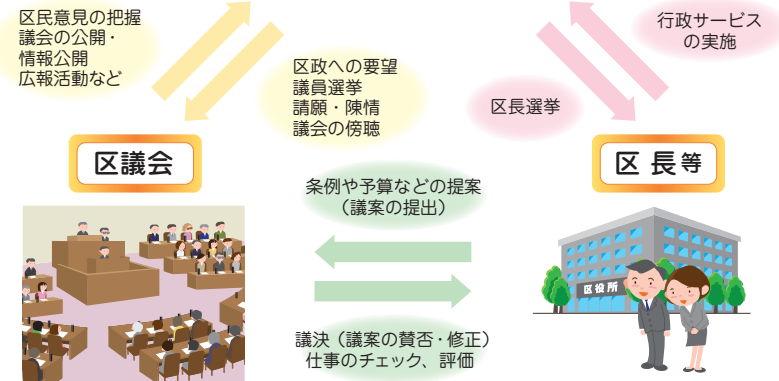 区民意見の把握
議会の公開・
情報公開
広報活動など
区政への要望
議員選挙
請願・陳情
議会の傍聴
区長選挙
行政サービス
の実施
区議会
区長等
条例や予算などの提案
（議案の提出）
区役所
議決（議案の賛否・修正）
仕事のチェック、評価